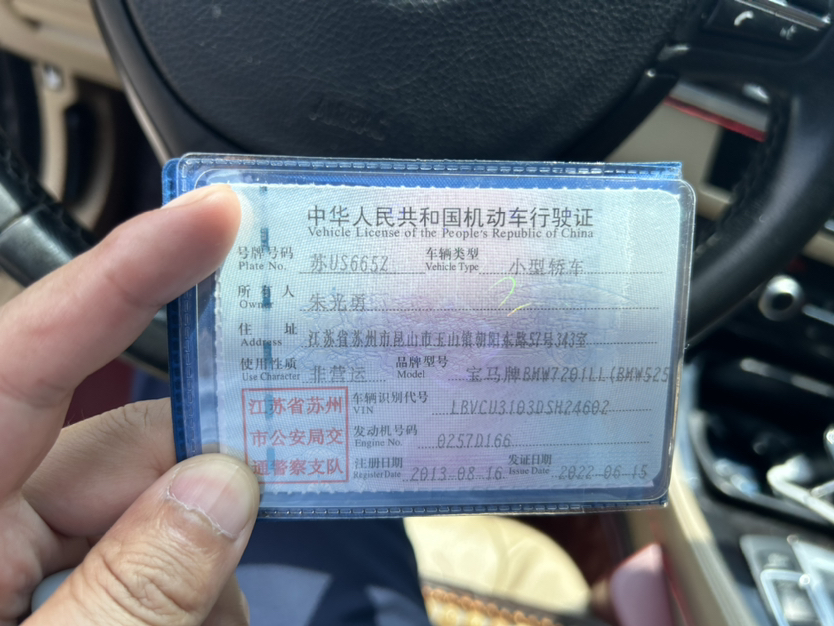 中华人民共和国机动车行驶证
Vehicle License of the People's Republic of China
号牌号码 苏US665Z 车辆类型 小型轿车
Plate No. Vehicle Type
所有人 朱光勇
Owner
住址 江苏省苏州市昆山市玉山镇朝阳东路57号343室
Address
使用性质 非营运 品牌型号 宝马牌BMW7201LL(BMW525
Use Character Model
江苏省苏州 车辆识别代号 LBVCU3103DSH24602
VIN
市公安局交 发动机号码 0257D166
Engine No.
通警察支队 注册日期 2013-08-16 发证日期 2022-06-15
Register Date Issue Date